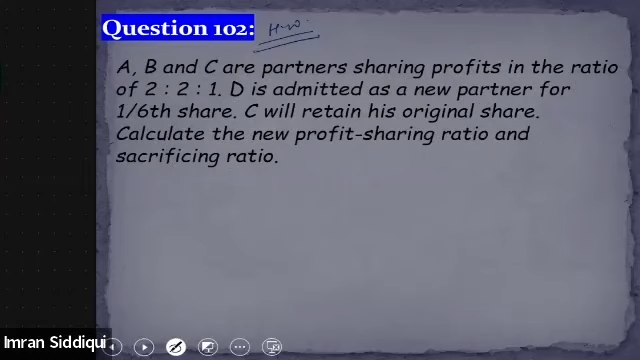 Question 102: H.W.
A, B and C are partners sharing profits in the ratio
of 2 : 2 : 1. D is admitted as a new partner for
1/6th share. C will retain his original share.
Calculate the new profit-sharing ratio and
sacrificing ratio.
Imran Siddiqui